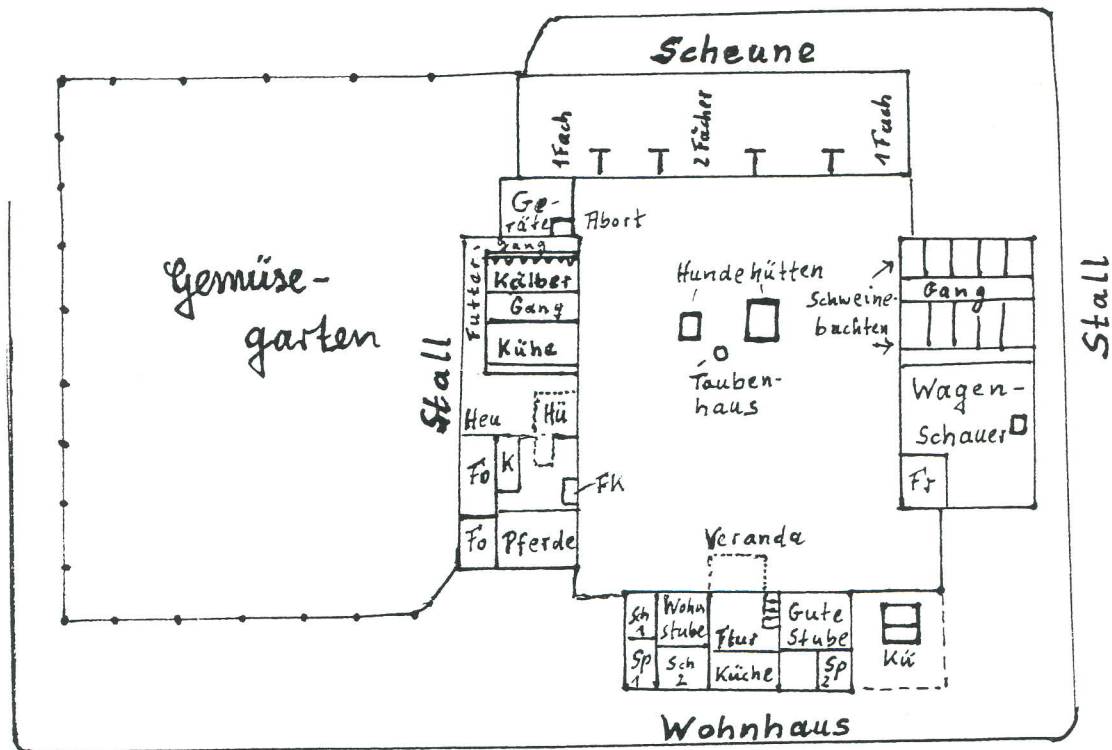 Scheune
1 Fach
2 Fächer
1 Fach
Ge-
räte
Abort
Gang
Futter-
Kälber
Gang
Kühe
Gemüse-
garten
Stall
Heu
Hü
Fo
K
FK
Fo
Pferde
Hundehütten
Tauben-
haus
Schweine-
buchten
Gang
Stall
Wagen-
Schauer
Fr
Veranda
Sch
1
Wohn
stube
Flur
Gute
Stube
Sp
1
Sch
2
Küche
Sp
2
Kü
Wohnhaus